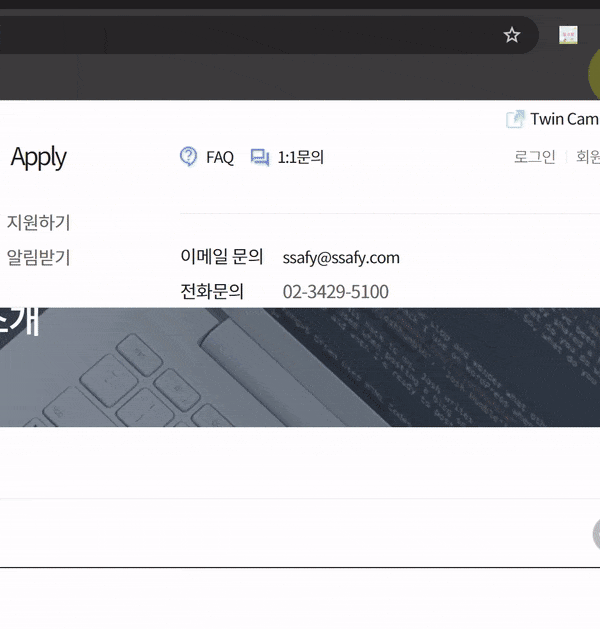 Twin Cam
Apply
FAQ
1:1문의
로그인
회원
지원하기
알림받기
이메일 문의
ssafy@ssafy.com
전화문의
02-3429-5100
소개